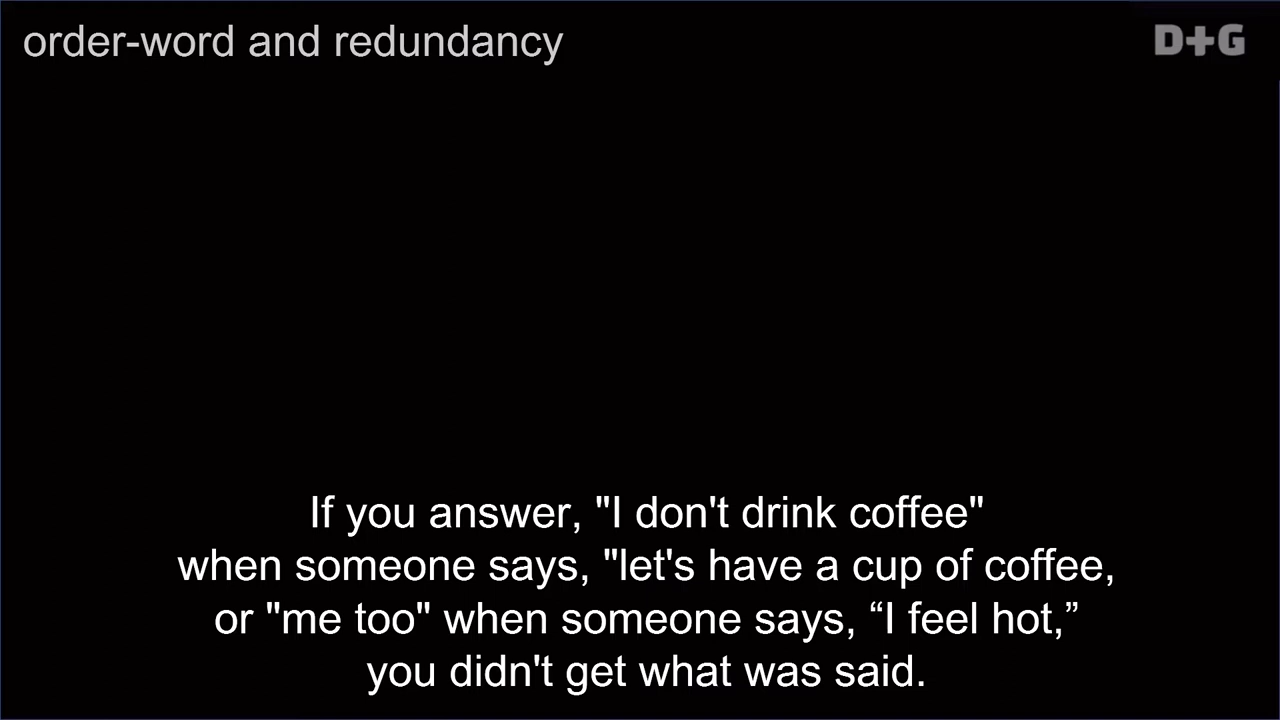 order-word and redundancy
D+G
If you answer, "I don't drink coffee"
when someone says, "let's have a cup of coffee,
or "me too" when someone says, “I feel hot,”
you didn't get what was said.